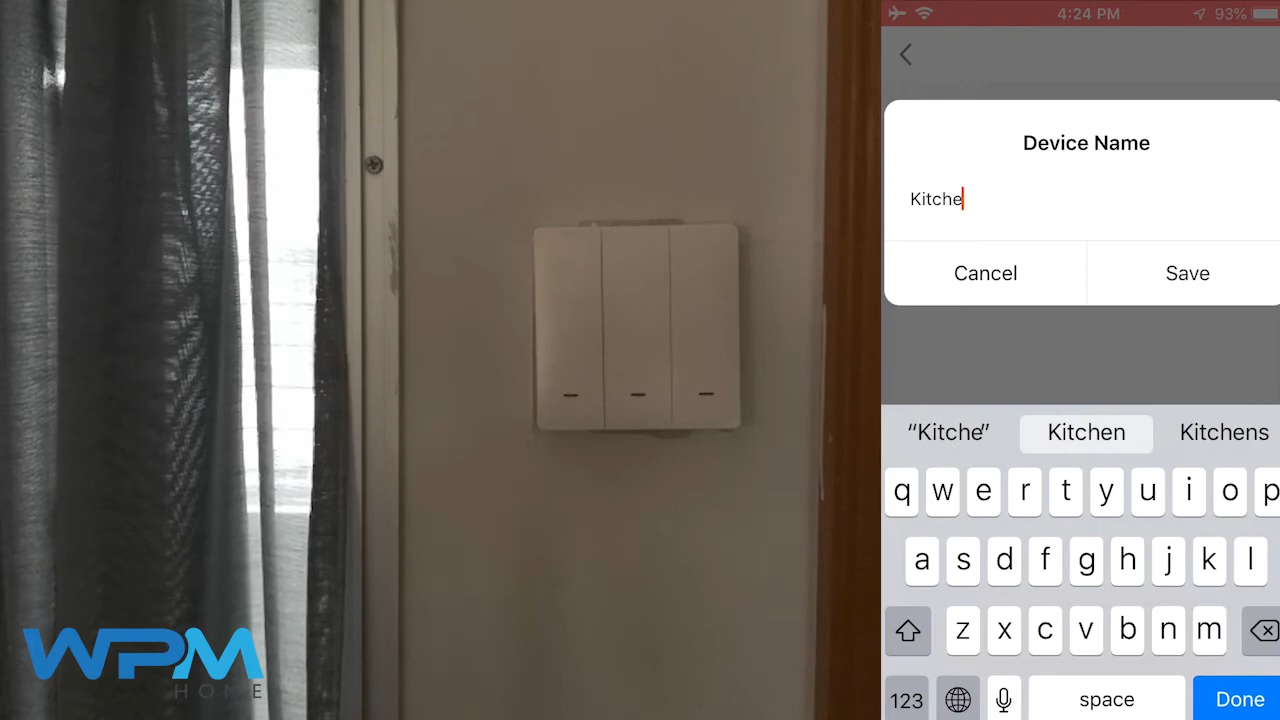 4:24 PM
93%
Device Name
Kitche
Cancel
Save
“Kitche” Kitchen Kitchens
q w e r t y u i o p
a s d f g h j k l
z x c v b n m
123 space Done
WPM
HOME